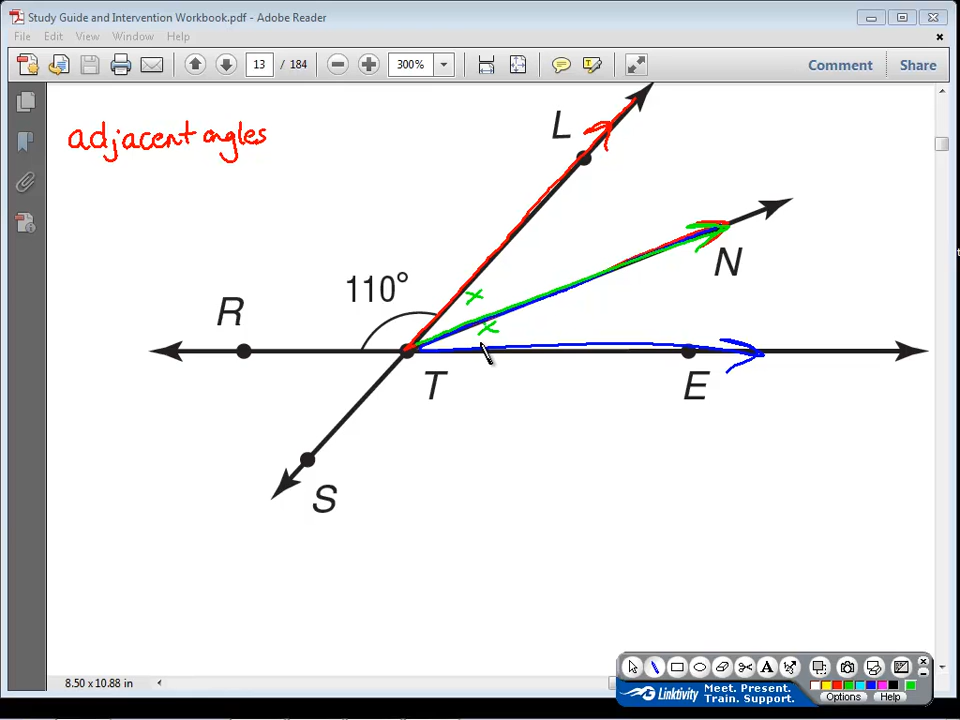 Study Guide and Intervention Workbook.pdf - Adobe Reader
File Edit View Window Help
13 / 184 300% Comment Share
adjacent angles
L
N
110°
R
T
E
S
8.50 x 10.88 in
A
Linktivity Meet. Present. Train. Support.
Options Help